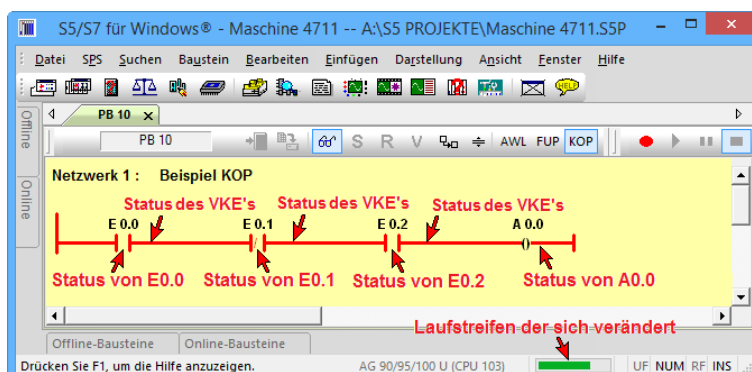 S5/S7 für Windows® - Maschine 4711 -- A:\S5 PROJEKTE\Maschine 4711.S5P
Datei SPS Suchen Baustein Bearbeiten Einfügen Darstellung Ansicht Fenster Hilfe
HELP
Offline
Online
PB 10 x
PB 10 S R V AWL FUP KOP
Netzwerk 1 : Beispiel KOP
Status des VKE's Status des VKE's Status des VKE's
E 0.0 E 0.1 E 0.2 A 0.0
Status von E0.0 Status von E0.1 Status von E0.2 Status von A0.0
Laufstreifen der sich verändert
Offline-Bausteine Online-Bausteine
Drücken Sie F1, um die Hilfe anzuzeigen. AG 90/95/100 U (CPU 103) UF NUM RF INS